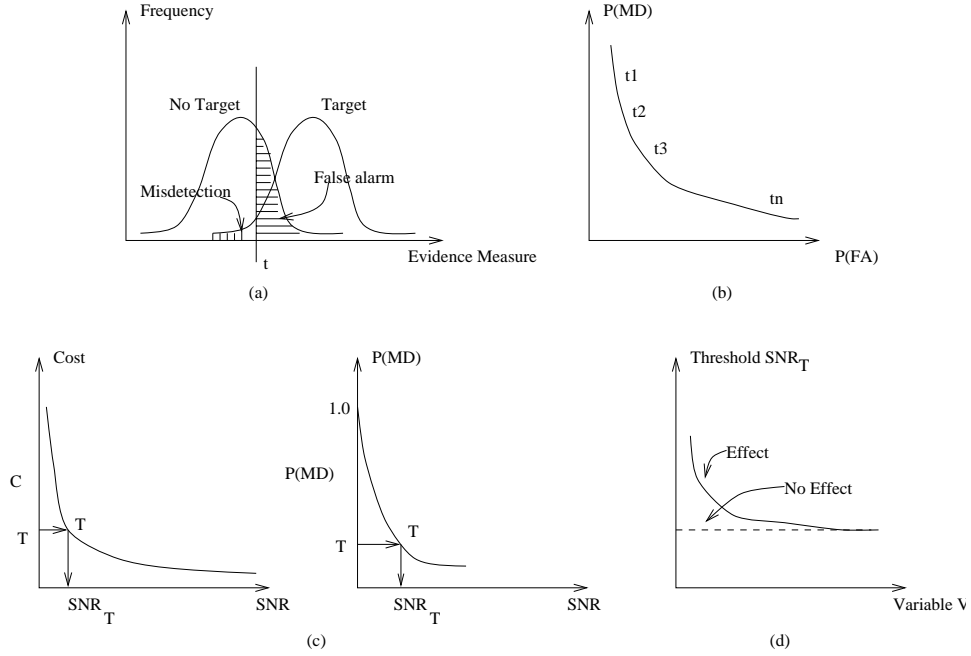 Frequency
No Target
Target
Misdetection
False alarm
t
Evidence Measure
(a)
P(MD)
t1
t2
t3
tn
P(FA)
(b)
Cost
C
T
T
SNR
T
SNR
P(MD)
1.0
P(MD)
T
T
SNR
T
SNR
(c)
Threshold SNR
T
Effect
No Effect
Variable V
(d)